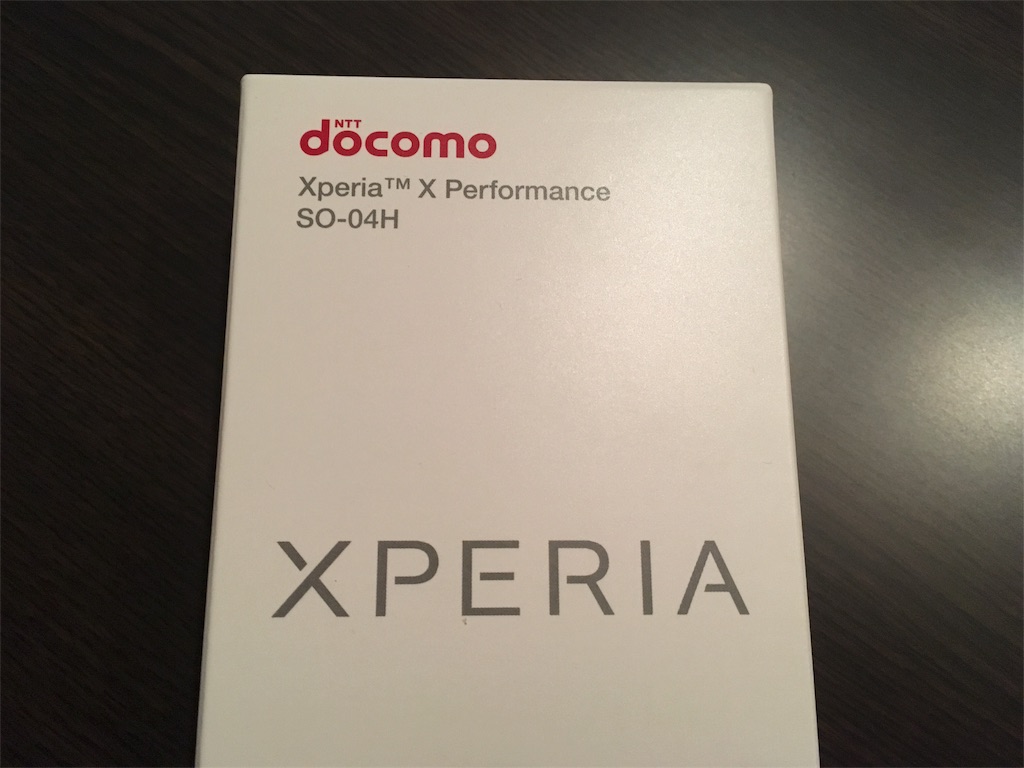 NTT
docomo
Xperia™ X Performance
SO-04H
XPERIA